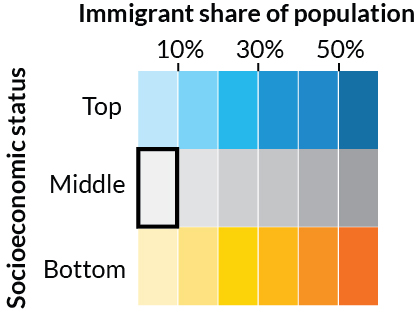 Immigrant share of population
10% 30% 50%
Socioeconomic status
Top
Middle
Bottom